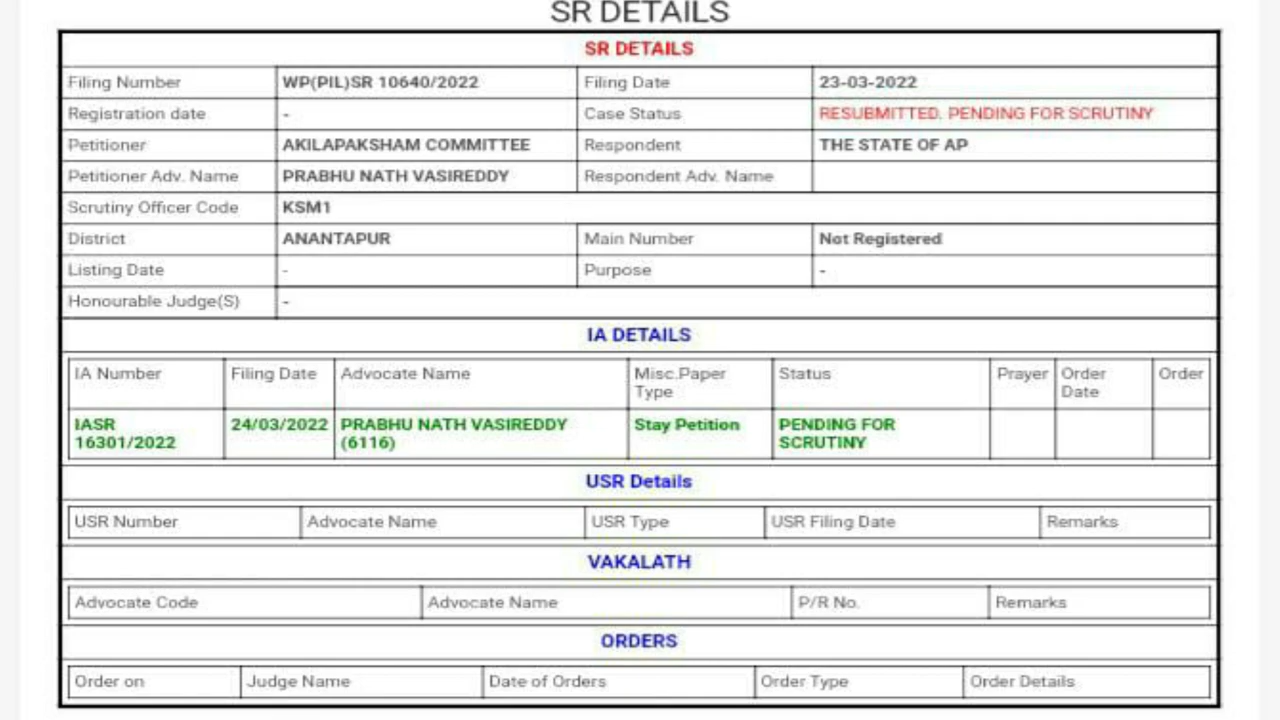 SR DETAILS
SR DETAILS
Filing Number WP(PIL)SR 10640/2022 Filing Date 23-03-2022
Registration date - Case Status RESUBMITTED. PENDING FOR SCRUTINY
Petitioner AKILAPAKSHAM COMMITTEE Respondent THE STATE OF AP
Petitioner Adv. Name PRABHU NATH VASIREDDY Respondent Adv. Name
Scrutiny Officer Code KSM1
District ANANTAPUR Main Number Not Registered
Listing Date - Purpose -
Honourable Judge(S) -
IA DETAILS
IA Number Filing Date Advocate Name Misc.Paper Type Status Prayer Order Date Order
IASR 16301/2022 24/03/2022 PRABHU NATH VASIREDDY (6116) Stay Petition PENDING FOR SCRUTINY
USR Details
USR Number Advocate Name USR Type USR Filing Date Remarks
VAKALATH
Advocate Code Advocate Name P/R No. Remarks
ORDERS
Order on Judge Name Date of Orders Order Type Order Details